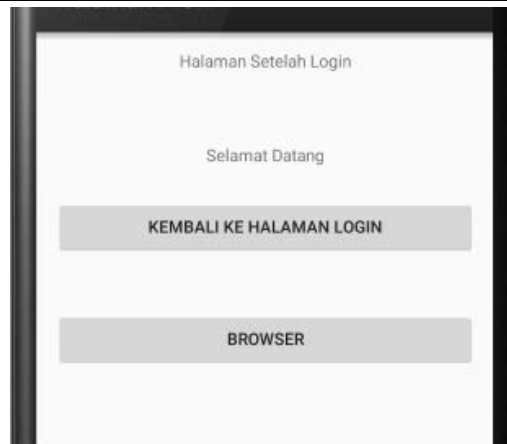 Halaman Setelah Login
Selamat Datang
KEMBALI KE HALAMAN LOGIN
BROWSER